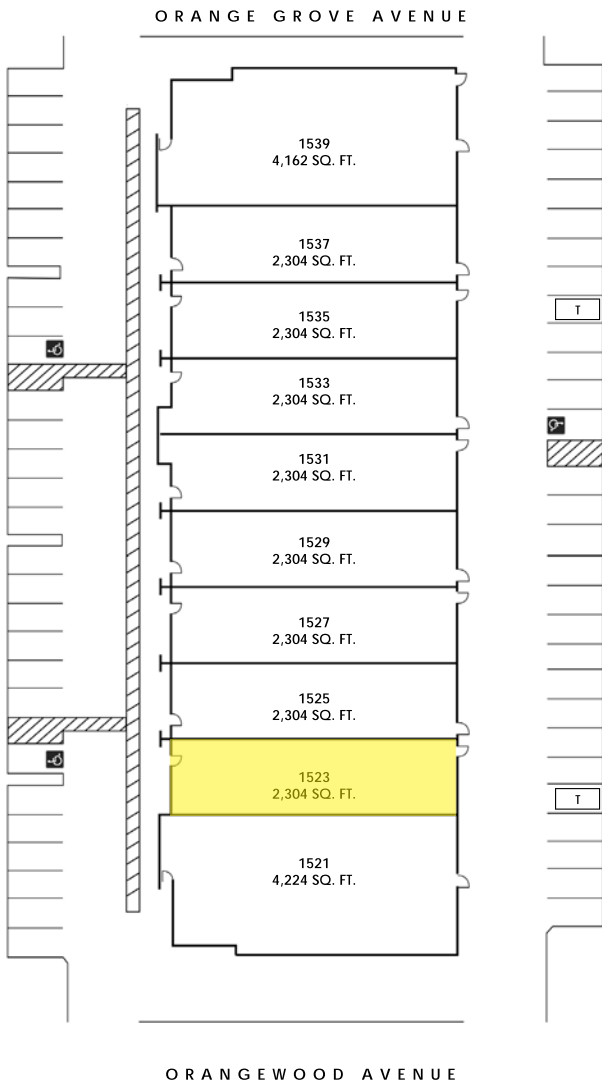 ORANGE GROVE AVENUE
1539
4,162 SQ. FT.
1537
2,304 SQ. FT.
T
1535
2,304 SQ. FT.
1533
2,304 SQ. FT.
1531
2,304 SQ. FT.
1529
2,304 SQ. FT.
1527
2,304 SQ. FT.
1525
2,304 SQ. FT.
1523
2,304 SQ. FT.
T
1521
4,224 SQ. FT.
ORANGEWOOD AVENUE